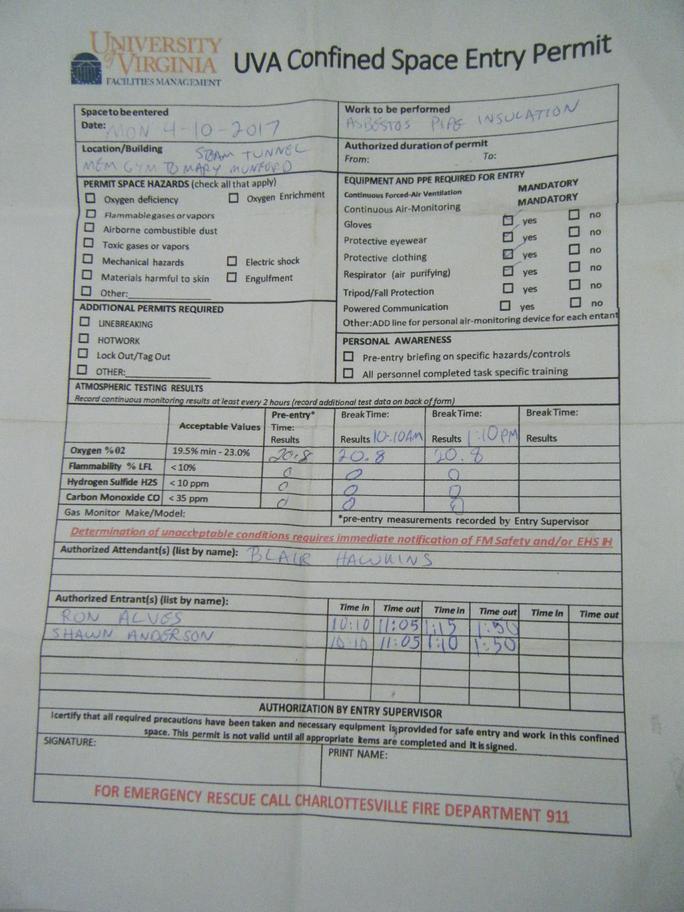 UNIVERSITY
of VIRGINIA
FACILITIES MANAGEMENT
UVA Confined Space Entry Permit
Space to be entered
Date: MON 4-10-2017
Work to be performed
ASBESTOS PIPE INSULATION
Location/Building STEAM TUNNEL
MEM GYM TO MARY MUNFORD
Authorized duration of permit
From: To:
PERMIT SPACE HAZARDS (check all that apply)
Oxygen deficiency Oxygen Enrichment
Flammable gases or vapors
Airborne combustible dust
Toxic gases or vapors
Mechanical hazards Electric shock
Materials harmful to skin Engulfment
Other:
EQUIPMENT AND PPE REQUIRED FOR ENTRY
Continuous Forced-Air Ventilation MANDATORY
Continuous Air-Monitoring MANDATORY
Gloves yes no
Protective eyewear yes no
Protective clothing yes no
Respirator (air purifying) yes no
Tripod/Fall Protection yes no
Powered Communication yes no
Other:ADD line for personal air-monitoring device for each entant
ADDITIONAL PERMITS REQUIRED
LINEBREAKING
HOTWORK
Lock Out/Tag Out
OTHER:
PERSONAL AWARENESS
Pre-entry briefing on specific hazards/controls
All personnel completed task specific training
ATMOSPHERIC TESTING RESULTS
Record continuous monitoring results at least every 2 hours (record additional test data on back of form)
Acceptable Values Pre-entry* Time: Results Break Time: Results 10:10AM Break Time: Results 1:10PM Break Time: Results
Oxygen %02 19.5% min - 23.0% 20.8 20.8 20.8
Flammability % LFL < 10% 0 0 0
Hydrogen Sulfide H2S < 10 ppm 0 0 0
Carbon Monoxide CO < 35 ppm 0 0 0
Gas Monitor Make/Model: *pre-entry measurements recorded by Entry Supervisor
Determination of unacceptable conditions requires immediate notification of FM Safety and/or EHS IH
Authorized Attendant(s) (list by name): BLAIR HAWKINS
Authorized Entrant(s) (list by name): Time in Time out Time in Time out Time in Time out
RON ALVES 10:10 11:05 1:15 1:50
SHAWN ANDERSON 10:10 11:05 1:10 1:50
AUTHORIZATION BY ENTRY SUPERVISOR
I certify that all required precautions have been taken and necessary equipment is provided for safe entry and work in this confined
space. This permit is not valid until all appropriate items are completed and it is signed.
SIGNATURE: PRINT NAME:
FOR EMERGENCY RESCUE CALL CHARLOTTESVILLE FIRE DEPARTMENT 911